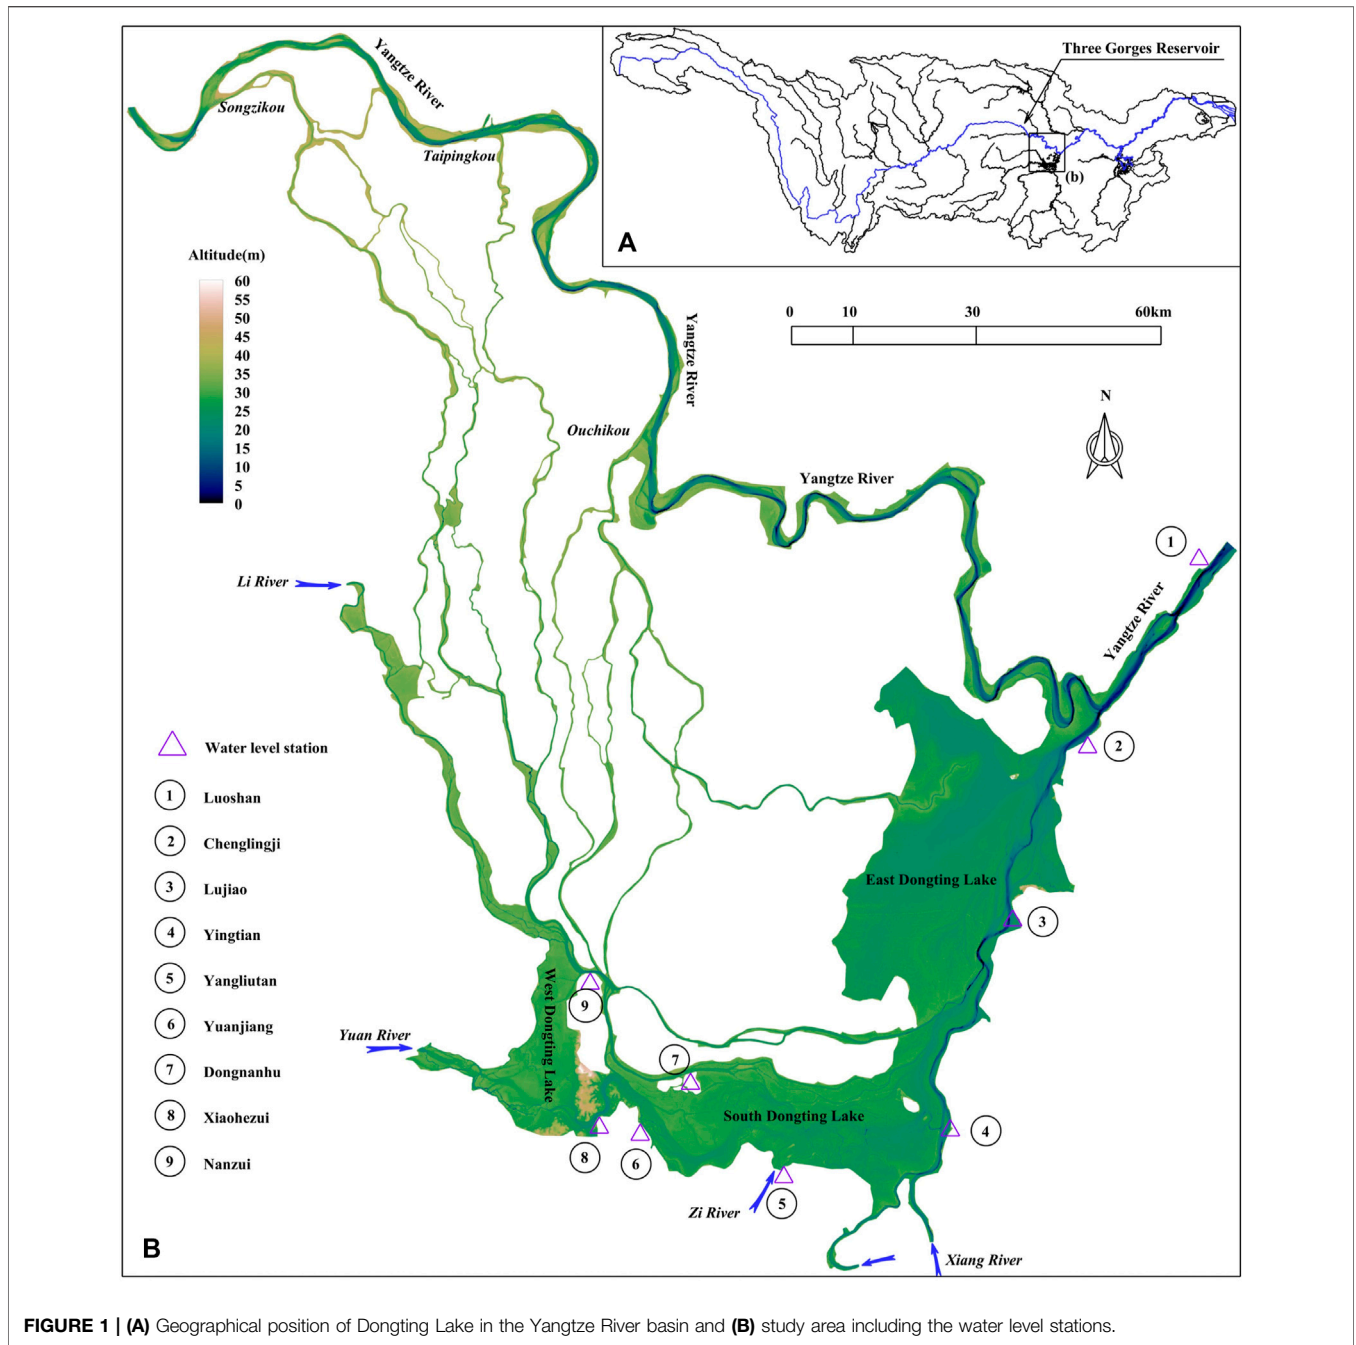 Yangtze River
Songzikou
Taipingkou
Three Gorges Reservoir
(b)
A
Altitude(m)
60
55
50
45
40
35
30
25
20
15
10
5
0
0 10 30 60km
Yangtze River
N
Ouchikou
Yangtze River
1
Li River
Yangtze River
2
Water level station
1 Luoshan
2 Chenglingji
3 Lujiao
4 Yingtian
5 Yangliutan
6 Yuanjiang
7 Dongnanhu
8 Xiaohezui
9 Nanzui
East Dongting Lake
3
West Dongting Lake
9
Yuan River
7
South Dongting Lake
4
8
6
5
Zi River
Xiang River
B
FIGURE 1 | (A) Geographical position of Dongting Lake in the Yangtze River basin and (B) study area including the water level stations.